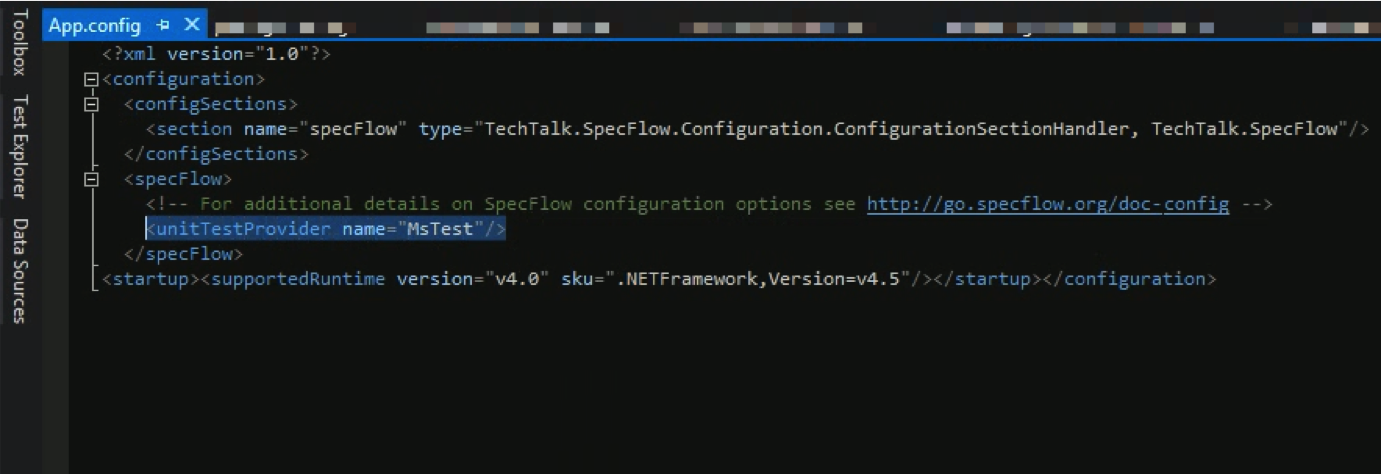 App.config
Toolbox
Test Explorer
Data Sources
<?xml version="1.0"?>
<configuration>
<configSections>
<section name="specFlow" type="TechTalk.SpecFlow.Configuration.ConfigurationSectionHandler, TechTalk.SpecFlow"/>
</configSections>
<specFlow>
<!-- For additional details on SpecFlow configuration options see http://go.specflow.org/doc-config -->
<unitTestProvider name="MsTest"/>
</specFlow>
<startup><supportedRuntime version="v4.0" sku=".NETFramework,Version=v4.5"/></startup></configuration>